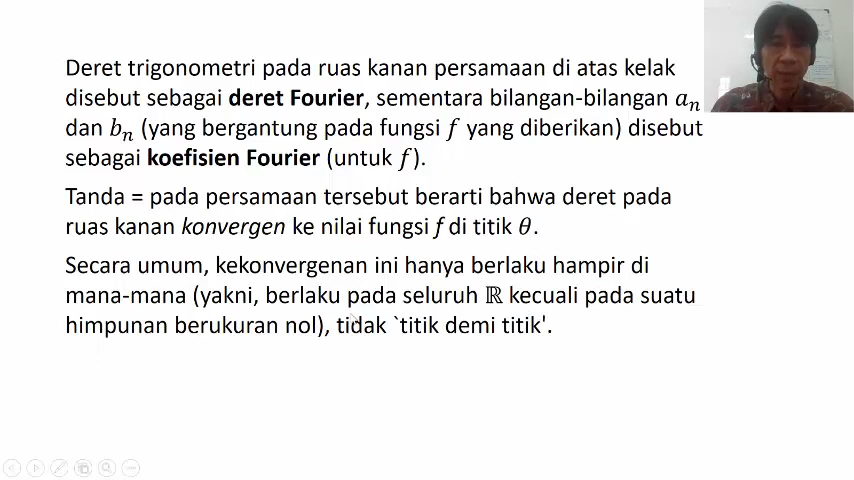 Deret trigonometri pada ruas kanan persamaan di atas kelak
disebut sebagai deret Fourier, sementara bilangan-bilangan aₙ
dan bₙ (yang bergantung pada fungsi f yang diberikan) disebut
sebagai koefisien Fourier (untuk f).
Tanda = pada persamaan tersebut berarti bahwa deret pada
ruas kanan konvergen ke nilai fungsi f di titik θ.
Secara umum, kekonvergenan ini hanya berlaku hampir di
mana-mana (yakni, berlaku pada seluruh ℝ kecuali pada suatu
himpunan berukuran nol), tidak `titik demi titik'.